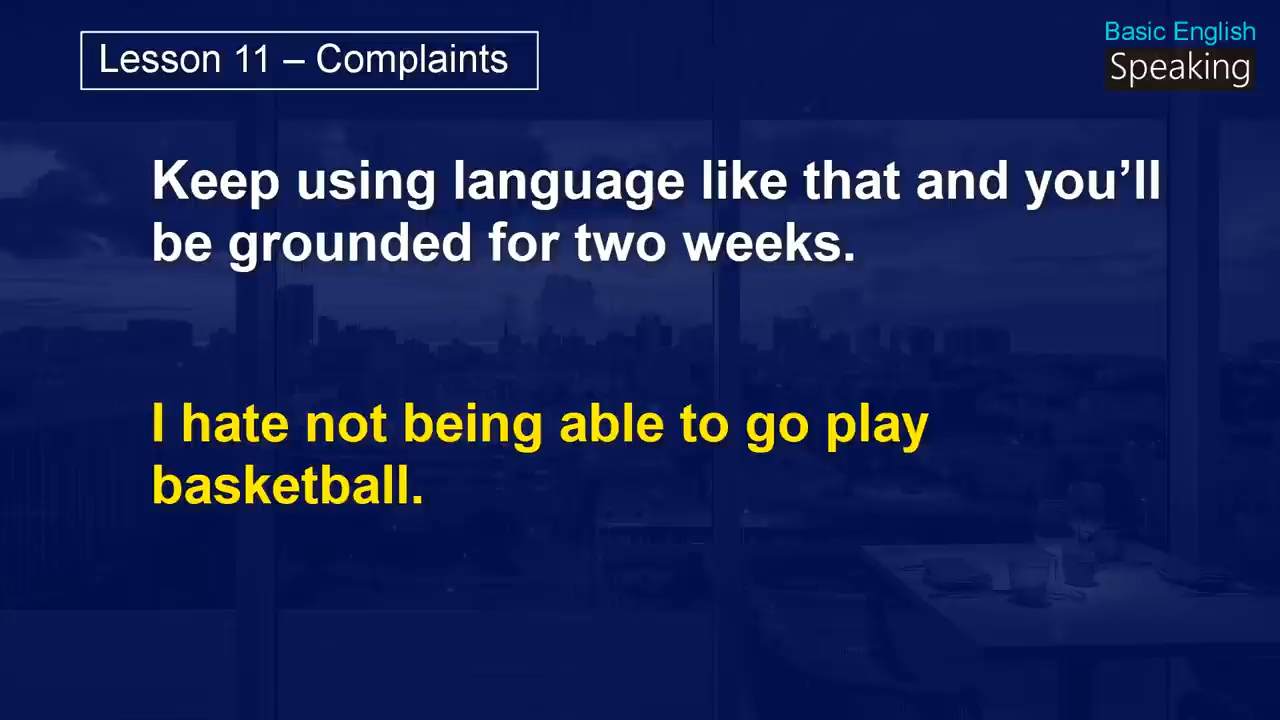 Lesson 11 – Complaints
Basic English
Speaking
Keep using language like that and you’ll
be grounded for two weeks.
I hate not being able to go play
basketball.